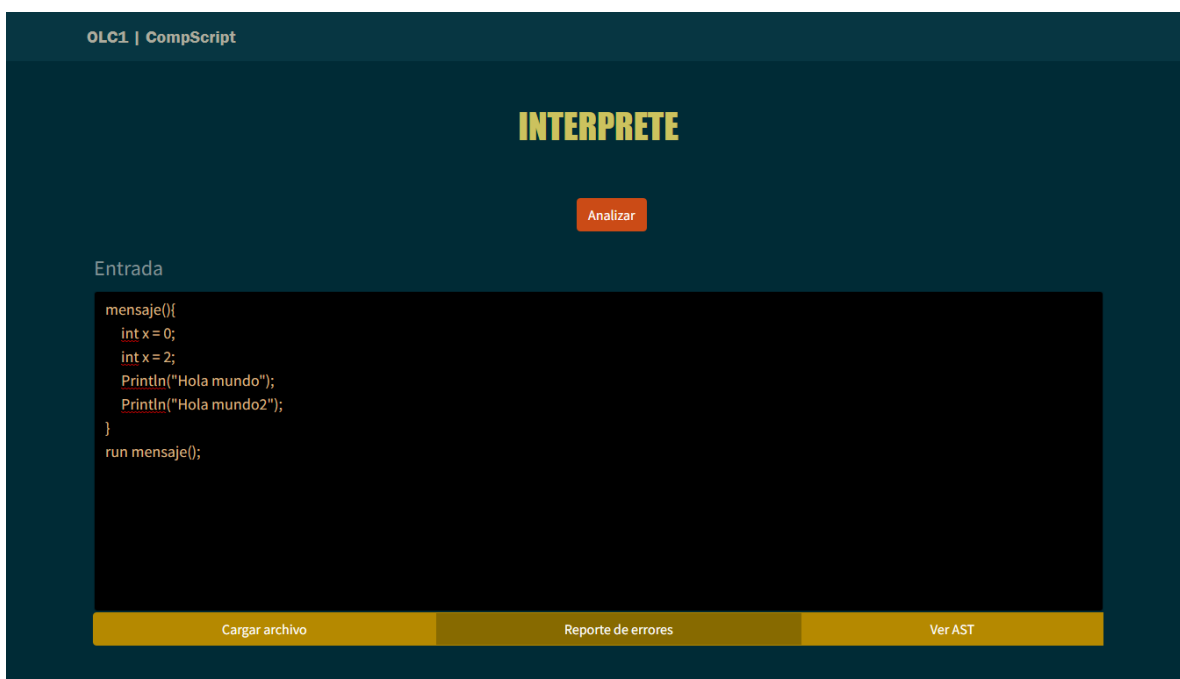 OLC1 | CompScript
INTERPRETE
Analizar
Entrada
mensaje(){
int x = 0;
int x = 2;
Println("Hola mundo");
Println("Hola mundo2");
}
run mensaje();
Cargar archivo Reporte de errores Ver AST